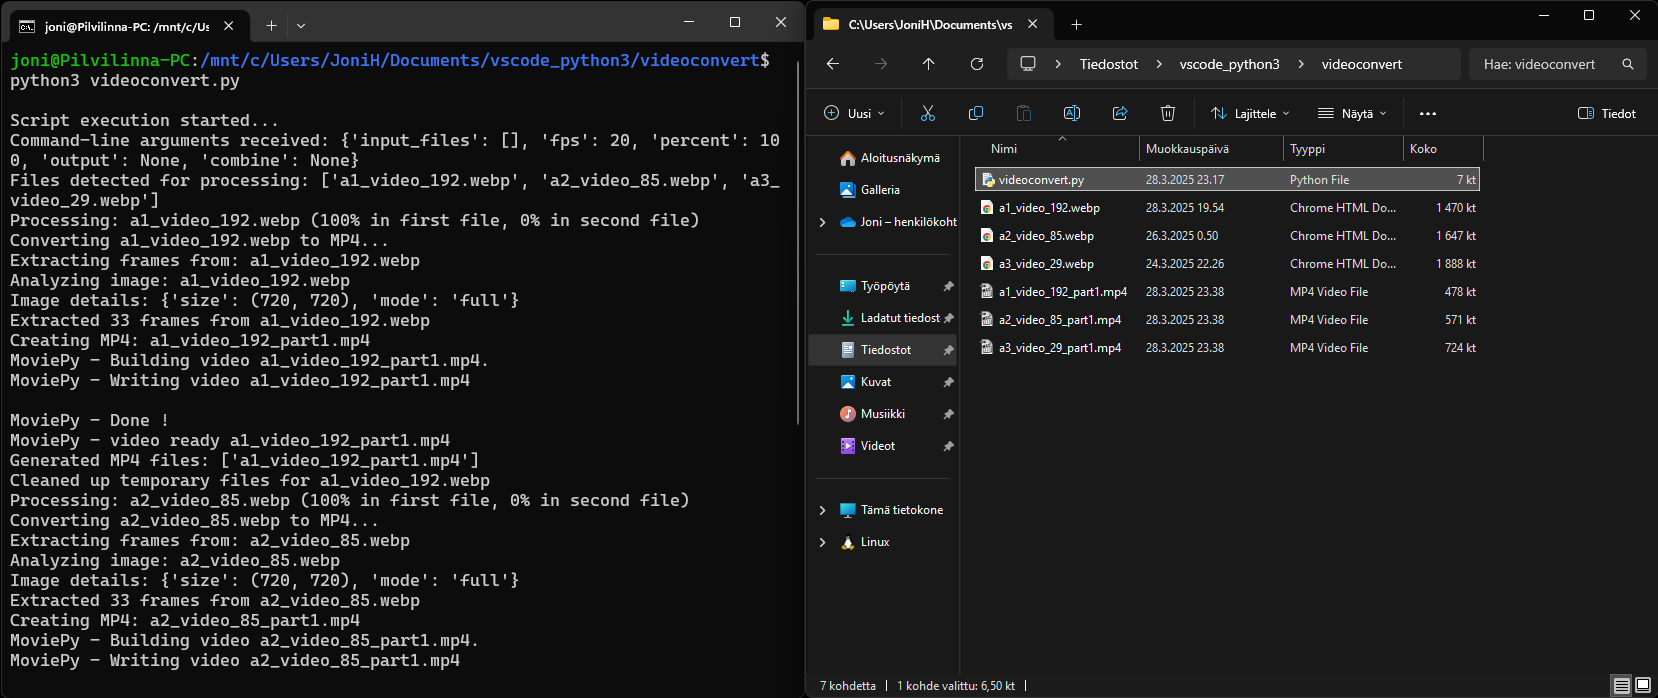 joni@Pilvilinna-PC: /mnt/c/Us
joni@Pilvilinna-PC:/mnt/c/Users/JoniH/Documents/vscode_python3/videoconvert$
python3 videoconvert.py
Script execution started...
Command-line arguments received: {'input_files': [], 'fps': 20, 'percent': 10
0, 'output': None, 'combine': None}
Files detected for processing: ['a1_video_192.webp', 'a2_video_85.webp', 'a3_
video_29.webp']
Processing: a1_video_192.webp (100% in first file, 0% in second file)
Converting a1_video_192.webp to MP4...
Extracting frames from: a1_video_192.webp
Analyzing image: a1_video_192.webp
Image details: {'size': (720, 720), 'mode': 'full'}
Extracted 33 frames from a1_video_192.webp
Creating MP4: a1_video_192_part1.mp4
MoviePy - Building video a1_video_192_part1.mp4.
MoviePy - Writing video a1_video_192_part1.mp4
MoviePy - Done !
MoviePy - video ready a1_video_192_part1.mp4
Generated MP4 files: ['a1_video_192_part1.mp4']
Cleaned up temporary files for a1_video_192.webp
Processing: a2_video_85.webp (100% in first file, 0% in second file)
Converting a2_video_85.webp to MP4...
Extracting frames from: a2_video_85.webp
Analyzing image: a2_video_85.webp
Image details: {'size': (720, 720), 'mode': 'full'}
Extracted 33 frames from a2_video_85.webp
Creating MP4: a2_video_85_part1.mp4
MoviePy - Building video a2_video_85_part1.mp4.
MoviePy - Writing video a2_video_85_part1.mp4
C:\Users\JoniH\Documents\vs
Tiedostot > vscode_python3 > videoconvert
Hae: videoconvert
Uusi
Lajittele
Näytä
Tiedot
Aloitusnäkymä
Galleria
Joni – henkilökoht
Työpöytä
Ladatut tiedost
Tiedostot
Kuvat
Musiikki
Videot
Tämä tietokone
Linux
Nimi Muokkauspäivä Tyyppi Koko
videoconvert.py 28.3.2025 23.17 Python File 7 kt
a1_video_192.webp 28.3.2025 19.54 Chrome HTML Do... 1 470 kt
a2_video_85.webp 26.3.2025 0.50 Chrome HTML Do... 1 647 kt
a3_video_29.webp 24.3.2025 22.26 Chrome HTML Do... 1 888 kt
a1_video_192_part1.mp4 28.3.2025 23.38 MP4 Video File 478 kt
a2_video_85_part1.mp4 28.3.2025 23.38 MP4 Video File 571 kt
a3_video_29_part1.mp4 28.3.2025 23.38 MP4 Video File 724 kt
7 kohdetta | 1 kohde valittu: 6,50 kt |